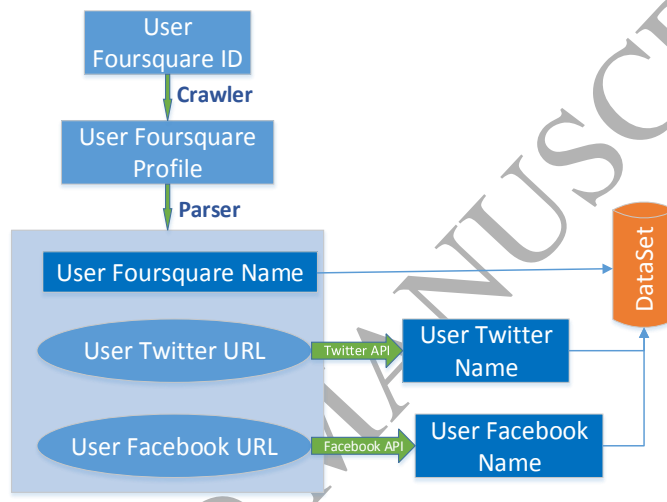 User
Foursquare ID
Crawler
User Foursquare
Profile
Parser
User Foursquare Name
DataSet
User Twitter URL
Twitter API
User Twitter
Name
User Facebook URL
Facebook API
User Facebook
Name
MANUSC